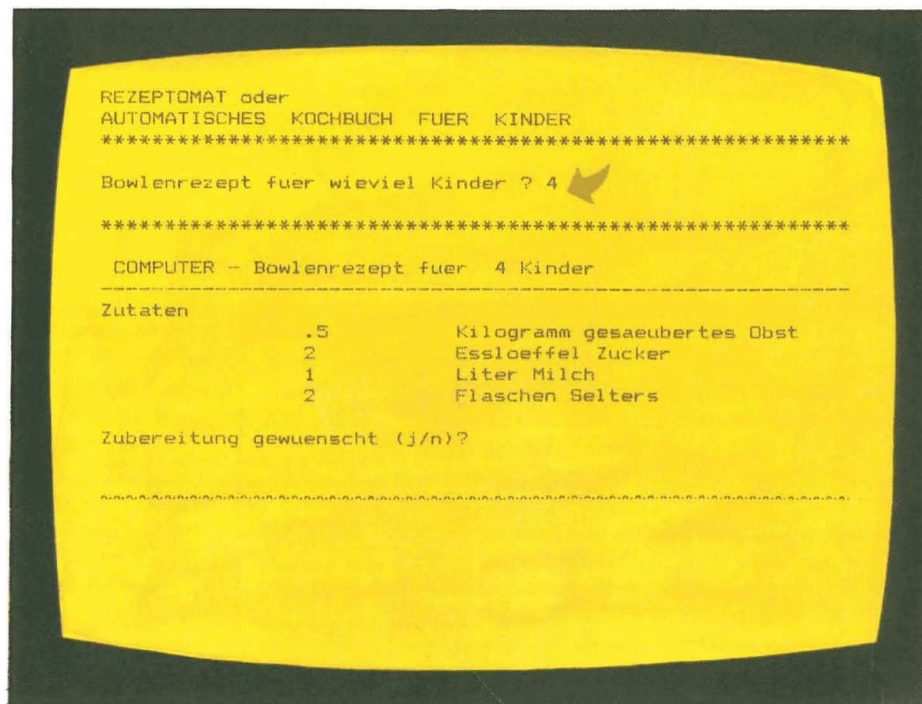 REZEPTOMAT oder
AUTOMATISCHES KOCHBUCH FUER KINDER
***********************************************************
Bowlenrezept fuer wieviel Kinder ? 4
***********************************************************
COMPUTER - Bowlenrezept fuer 4 Kinder
Zutaten
.5 Kilogramm gesaeubertes Obst
2 Essloeffel Zucker
1 Liter Milch
2 Flaschen Selters
Zubereitung gewuenscht (j/n)?